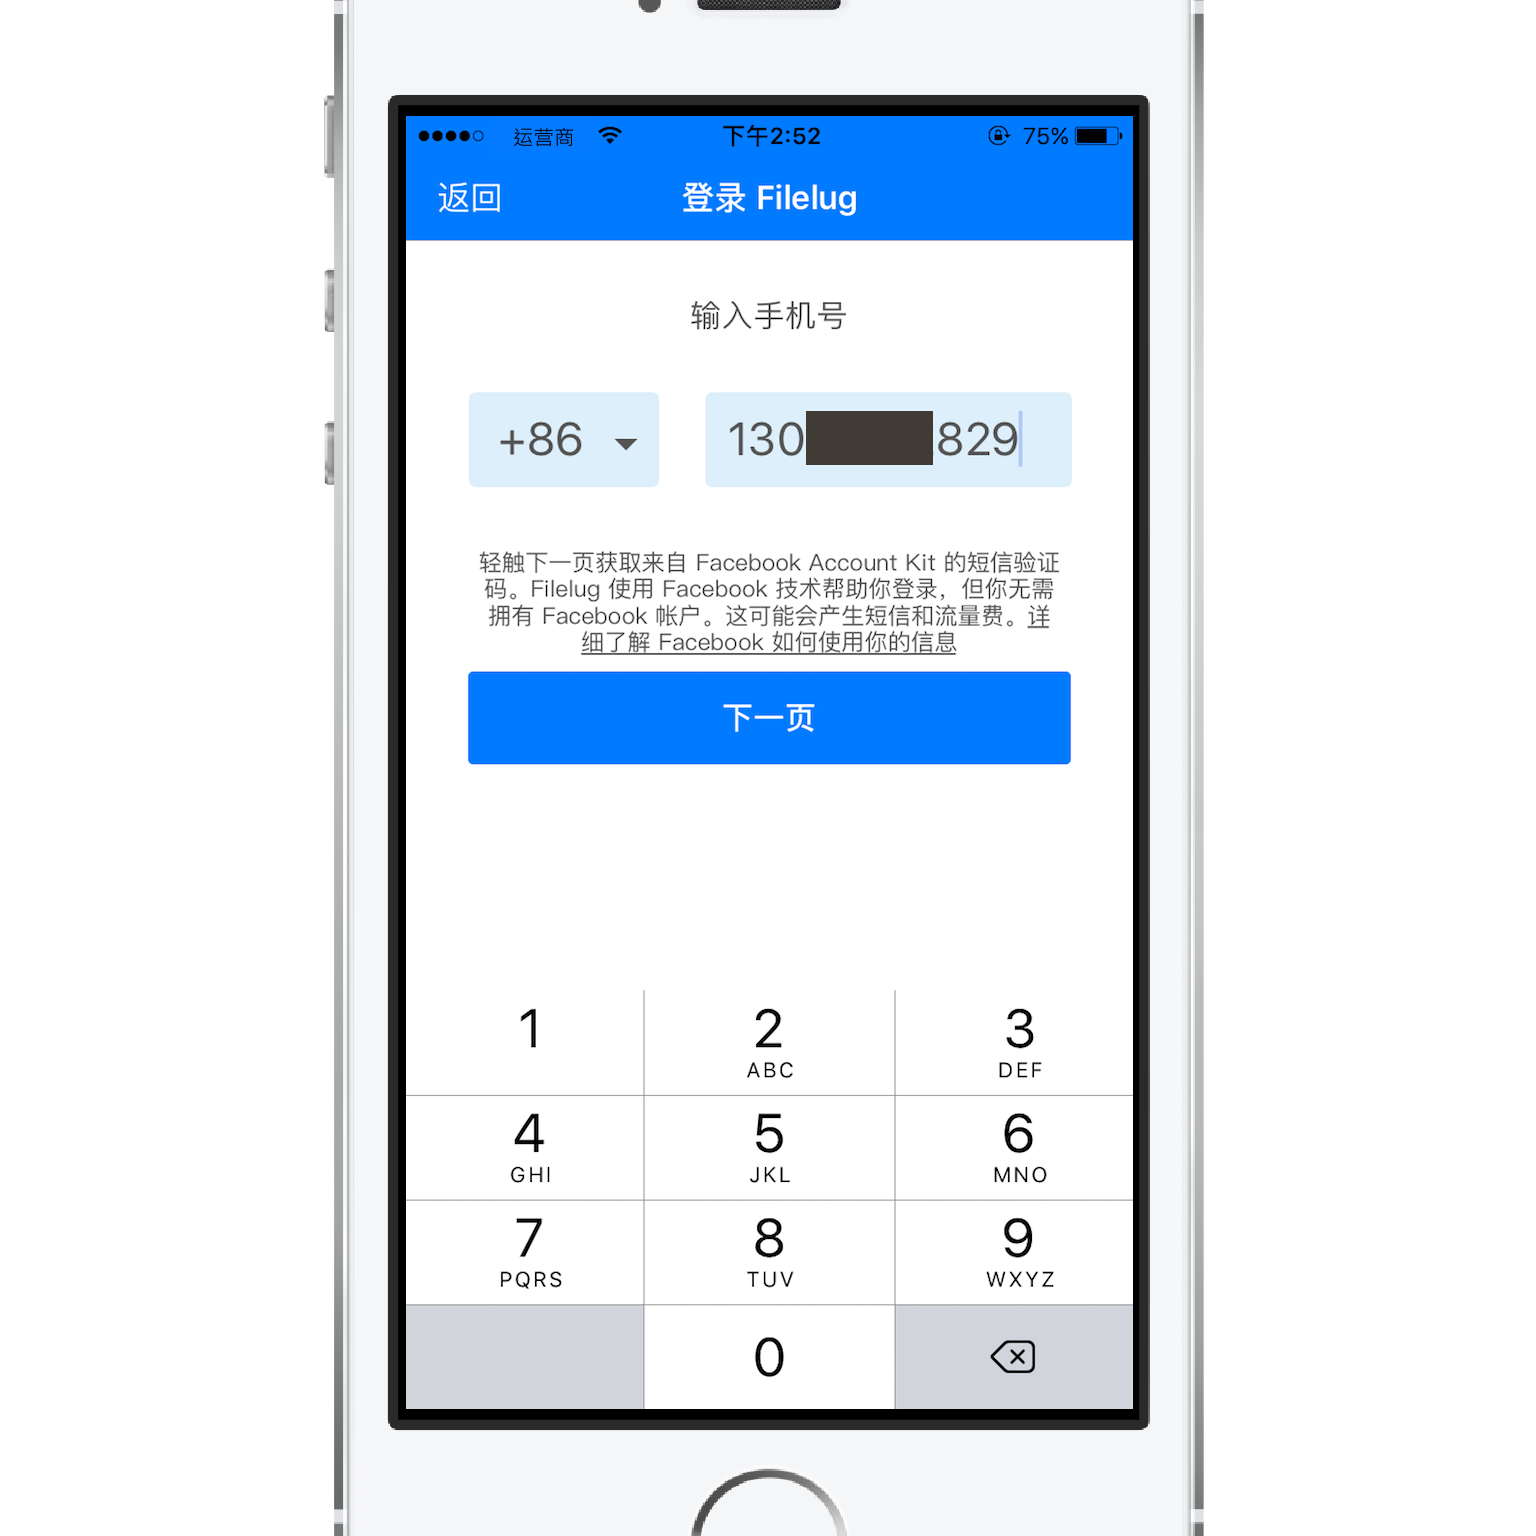 运营商 下午2:52 75%
返回 登录 Filelug
输入手机号
+86 130 829
轻触下一页获取来自 Facebook Account Kit 的短信验证
码。Filelug 使用 Facebook 技术帮助你登录，但你无需
拥有 Facebook 帐户。这可能会产生短信和流量费。详
细了解 Facebook 如何使用你的信息
下一页
1 2 3
ABC DEF
4 5 6
GHI JKL MNO
7 8 9
PQRS TUV WXYZ
0